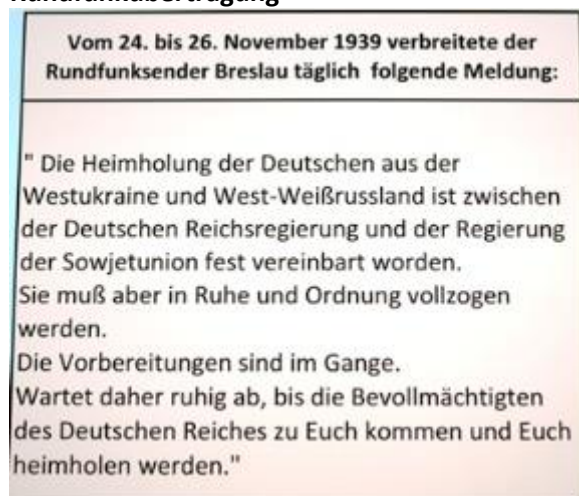 Rundfunkübertragung
Vom 24. bis 26. November 1939 verbreitete der
Rundfunksender Breslau täglich folgende Meldung:
" Die Heimholung der Deutschen aus der
Westukraine und West-Weißrussland ist zwischen
der Deutschen Reichsregierung und der Regierung
der Sowjetunion fest vereinbart worden.
Sie muß aber in Ruhe und Ordnung vollzogen
werden.
Die Vorbereitungen sind im Gange.
Wartet daher ruhig ab, bis die Bevollmächtigten
des Deutschen Reiches zu Euch kommen und Euch
heimholen werden."